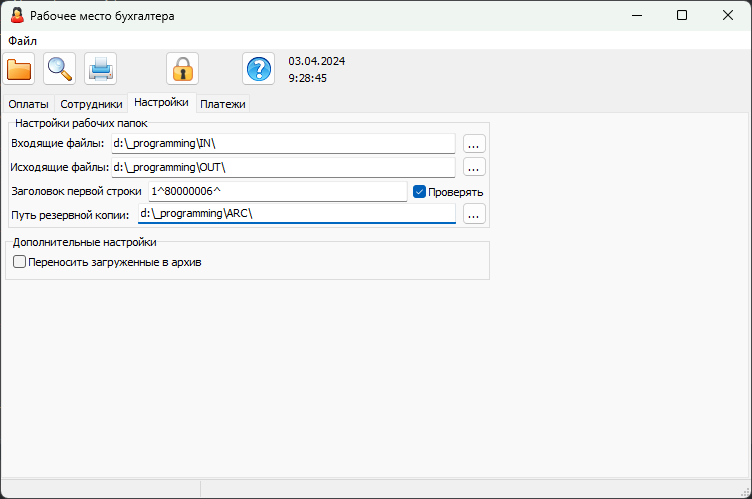 Рабочее место бухгалтера
Файл
03.04.2024
9:28:45
Оплаты Сотрудники Настройки Платежи
Настройки рабочих папок
Входящие файлы: d:\_programming\IN\ ...
Исходящие файлы: d:\_programming\OUT\ ...
Заголовок первой строки 1^80000006^ Проверять
Путь резервной копии: d:\_programming\ARC\ ...
Дополнительные настройки
Переносить загруженные в архив